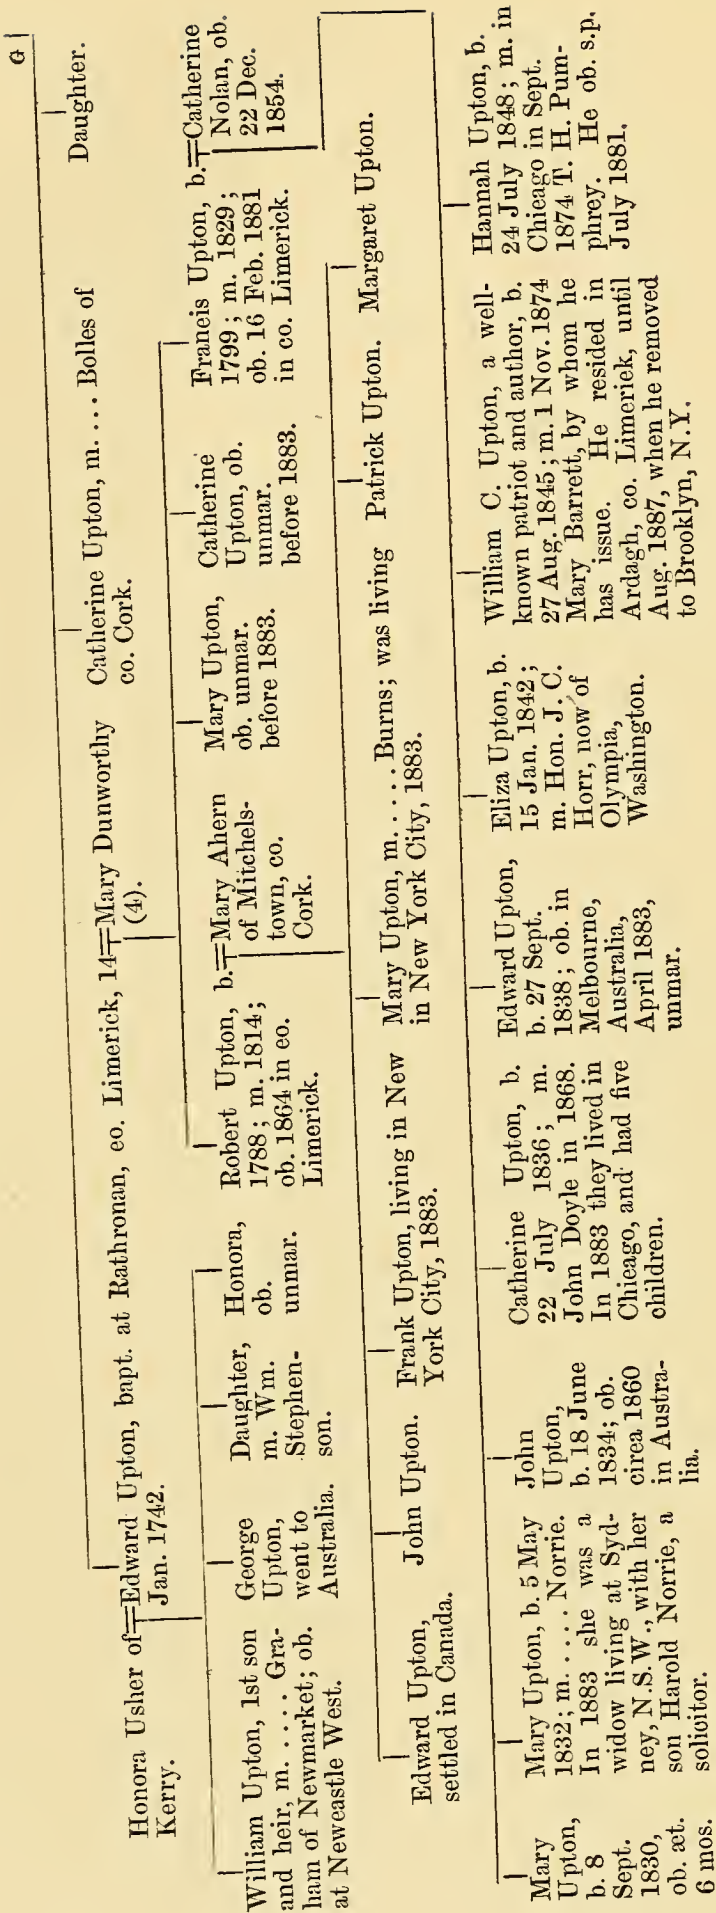 G
Honora Usher of=Edward Upton, bapt. at Rathronan, co. Limerick, 14=Mary Dunworthy
Kerry.
Jan. 1742.
(4).
Catherine Upton, m.... Bolles of
co. Cork.
Daughter.
William Upton, 1st son
and heir, m..... Gra-
ham of Newmarket; ob.
at Newcastle West.
George
Upton,
went to
Australia.
Daughter,
m. Wm.
Stephen-
son.
Honora,
ob.
unmar.
Robert Upton, b.=Mary Ahern
1788; m. 1814;
ob. 1864 in co.
Limerick.
of Mitchels-
town, co.
Cork.
Mary Upton,
ob. unmar.
before 1883.
Catherine
Upton, ob.
unmar.
before 1883.
Francis Upton, b.=Catherine
1799; m. 1829;
ob. 16 Feb. 1881
in co. Limerick.
Nolan, ob.
22 Dec.
1854.
Edward Upton,
settled in Canada.
John Upton.
Frank Upton, living in New
York City, 1883.
Mary Upton, m..... Burns; was living
in New York City, 1883.
Patrick Upton.
Margaret Upton.
Mary
Upton,
b. 8
Sept.
1830,
ob. æt.
6 mos.
Mary Upton, b. 5 May
1832; m..... Norrie.
In 1883 she was a
widow living at Syd-
ney, N.S.W., with her
son Harold Norrie, a
solicitor.
John
Upton,
b. 18 June
1834; ob.
circa 1860
in Austra-
lia.
Catherine Upton, b.
22 July 1836; m.
John Doyle in 1868.
In 1883 they lived in
Chicago, and had five
children.
Edward Upton,
b. 27 Sept.
1838; ob. in
Melbourne,
Australia,
April 1883,
unmar.
Eliza Upton, b.
15 Jan. 1842;
m. Hon. J. C.
Horr, now of
Olympia,
Washington.
William C. Upton, a well-
known patriot and author, b.
27 Aug. 1845; m. 1 Nov. 1874
Mary Barrett, by whom he
has issue. He resided in
Ardagh, co. Limerick, until
Aug. 1887, when he removed
to Brooklyn, N.Y.
Hannah Upton, b.
24 July 1848; m. in
Chicago in Sept.
1874 T. H. Pum-
phrey. He ob. s.p.
July 1881.